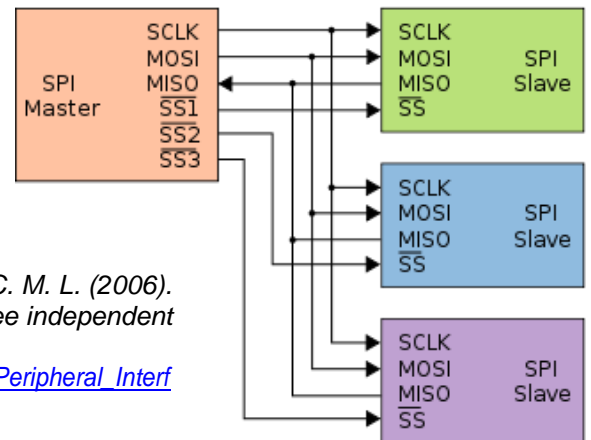 SCLK
MOSI
MISO
SS1
SS2
SS3
SPI
Master
SCLK
MOSI
MISO
SS
SPI
Slave
SCLK
MOSI
MISO
SS
SPI
Slave
SCLK
MOSI
MISO
SS
SPI
Slave
C. M. L. (2006).
ee independent
Peripheral_Interf